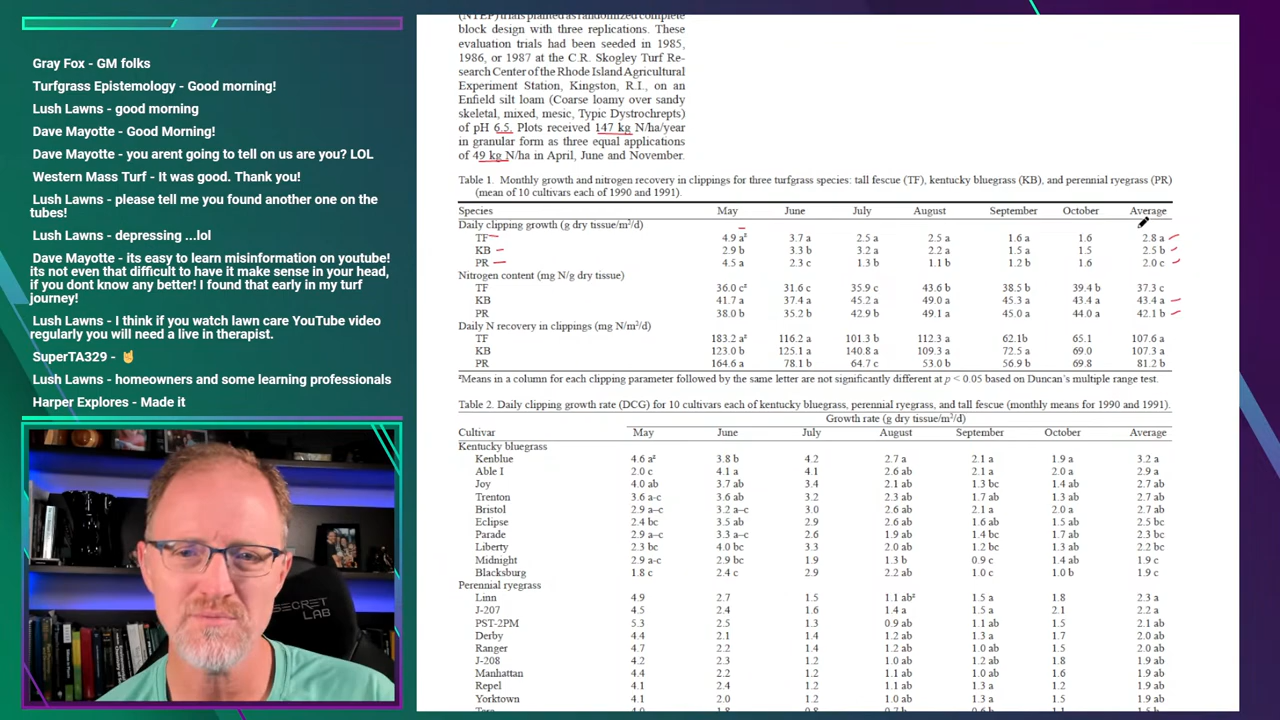 Gray Fox - GM folks
Turfgrass Epistemology - Good morning!
Lush Lawns - good morning
Dave Mayotte - Good Morning!
Dave Mayotte - you arent going to tell on us are you? LOL
Western Mass Turf - It was good. Thank you!
Lush Lawns - please tell me you found another one on the
tubes!
Lush Lawns - depressing ...lol
Dave Mayotte - its easy to learn misinformation on youtube!
its not even that difficult to have it make sense in your head,
if you dont know any better! I found that early in my turf
journey!
Lush Lawns - I think if you watch lawn care YouTube video
regularly you will need a live in therapist.
SuperTA329 - 🤘
Lush Lawns - homeowners and some learning professionals
Harper Explores - Made it
SECRET
LAB
(NTEP) trials planted as randomized complete
block design with three replications. These
evaluation trials had been seeded in 1985,
1986, or 1987 at the C.R. Skogley Turf Re-
search Center of the Rhode Island Agricultural
Experiment Station, Kingston, R.I., on an
Enfield silt loam (Coarse loamy over sandy
skeletal, mixed, mesic, Typic Dystrochrepts)
of pH 6.5. Plots received 147 kg N/ha/year
in granular form as three equal applications
of 49 kg N/ha in April, June and November.
Table 1. Monthly growth and nitrogen recovery in clippings for three turfgrass species: tall fescue (TF), kentucky bluegrass (KB), and perennial ryegrass (PR)
(mean of 10 cultivars each of 1990 and 1991).
Species May June July August September October Average
Daily clipping growth (g dry tissue/m²/d)
TF 4.9 aᶻ 3.7 a 2.5 a 2.5 a 1.6 a 1.6 2.8 a
KB 2.9 b 3.3 b 3.2 a 2.2 a 1.5 a 1.5 2.5 b
PR 4.5 a 2.3 c 1.3 b 1.1 b 1.2 b 1.6 2.0 c
Nitrogen content (mg N/g dry tissue)
TF 36.0 cᶻ 31.6 c 35.9 c 43.6 b 38.5 b 39.4 b 37.3 c
KB 41.7 a 37.4 a 45.2 a 49.0 a 45.3 a 43.4 a 43.4 a
PR 38.0 b 35.2 b 42.9 b 49.1 a 45.0 a 44.0 a 42.1 b
Daily N recovery in clippings (mg N/m²/d)
TF 183.2 aᶻ 116.2 a 101.3 b 112.3 a 62.1b 65.1 107.6 a
KB 123.0 b 125.1 a 140.8 a 109.3 a 72.5 a 69.0 107.3 a
PR 164.6 a 78.1 b 64.7 c 53.0 b 56.9 b 69.8 81.2 b
ᶻMeans in a column for each clipping parameter followed by the same letter are not significantly different at p < 0.05 based on Duncan's multiple range test.
Table 2. Daily clipping growth rate (DCG) for 10 cultivars each of kentucky bluegrass, perennial ryegrass, and tall fescue (monthly means for 1990 and 1991).
Growth rate (g dry tissue/m²/d)
Cultivar May June July August September October Average
Kentucky bluegrass
Kenblue 4.6 aᶻ 3.8 b 4.2 2.7 a 2.1 a 1.9 a 3.2 a
Able I 2.0 c 4.1 a 4.1 2.6 ab 2.1 a 2.0 a 2.9 a
Joy 4.0 ab 3.7 ab 3.4 2.1 ab 1.3 bc 1.4 ab 2.7 ab
Trenton 3.6 a-c 3.6 ab 3.2 2.3 ab 1.7 ab 1.3 ab 2.7 ab
Bristol 2.9 a–c 3.2 a–c 3.0 2.6 ab 2.1 a 2.0 a 2.7 ab
Eclipse 2.4 bc 3.5 ab 2.9 2.6 ab 1.6 ab 1.5 ab 2.5 bc
Parade 2.9 a–c 3.3 a–c 2.6 1.9 ab 1.4 bc 1.7 ab 2.3 bc
Liberty 2.3 bc 4.0 bc 3.3 2.0 ab 1.2 bc 1.3 ab 2.2 bc
Midnight 2.9 a-c 2.9 bc 1.9 1.3 b 0.9 c 1.4 ab 1.9 c
Blacksburg 1.8 c 2.4 c 2.9 2.2 ab 1.0 c 1.0 b 1.9 c
Perennial ryegrass
Linn 4.9 2.7 1.5 1.1 abᶻ 1.5 a 1.8 2.3 a
J-207 4.5 2.4 1.6 1.4 a 1.5 a 2.1 2.2 a
PST-2PM 5.3 2.5 1.3 0.9 ab 1.1 ab 1.5 2.1 ab
Derby 4.4 2.1 1.4 1.2 ab 1.3 a 1.7 2.0 ab
Ranger 4.7 2.2 1.4 1.2 ab 1.0 ab 1.5 2.0 ab
J-208 4.2 2.3 1.2 1.0 ab 1.2 ab 1.8 1.9 ab
Manhattan 4.4 2.2 1.2 1.1 ab 1.0 ab 1.6 1.9 ab
Repel 4.1 2.4 1.2 1.1 ab 1.3 a 1.2 1.9 ab
Yorktown 4.1 2.0 1.2 1.0 ab 1.3 a 1.5 1.9 ab